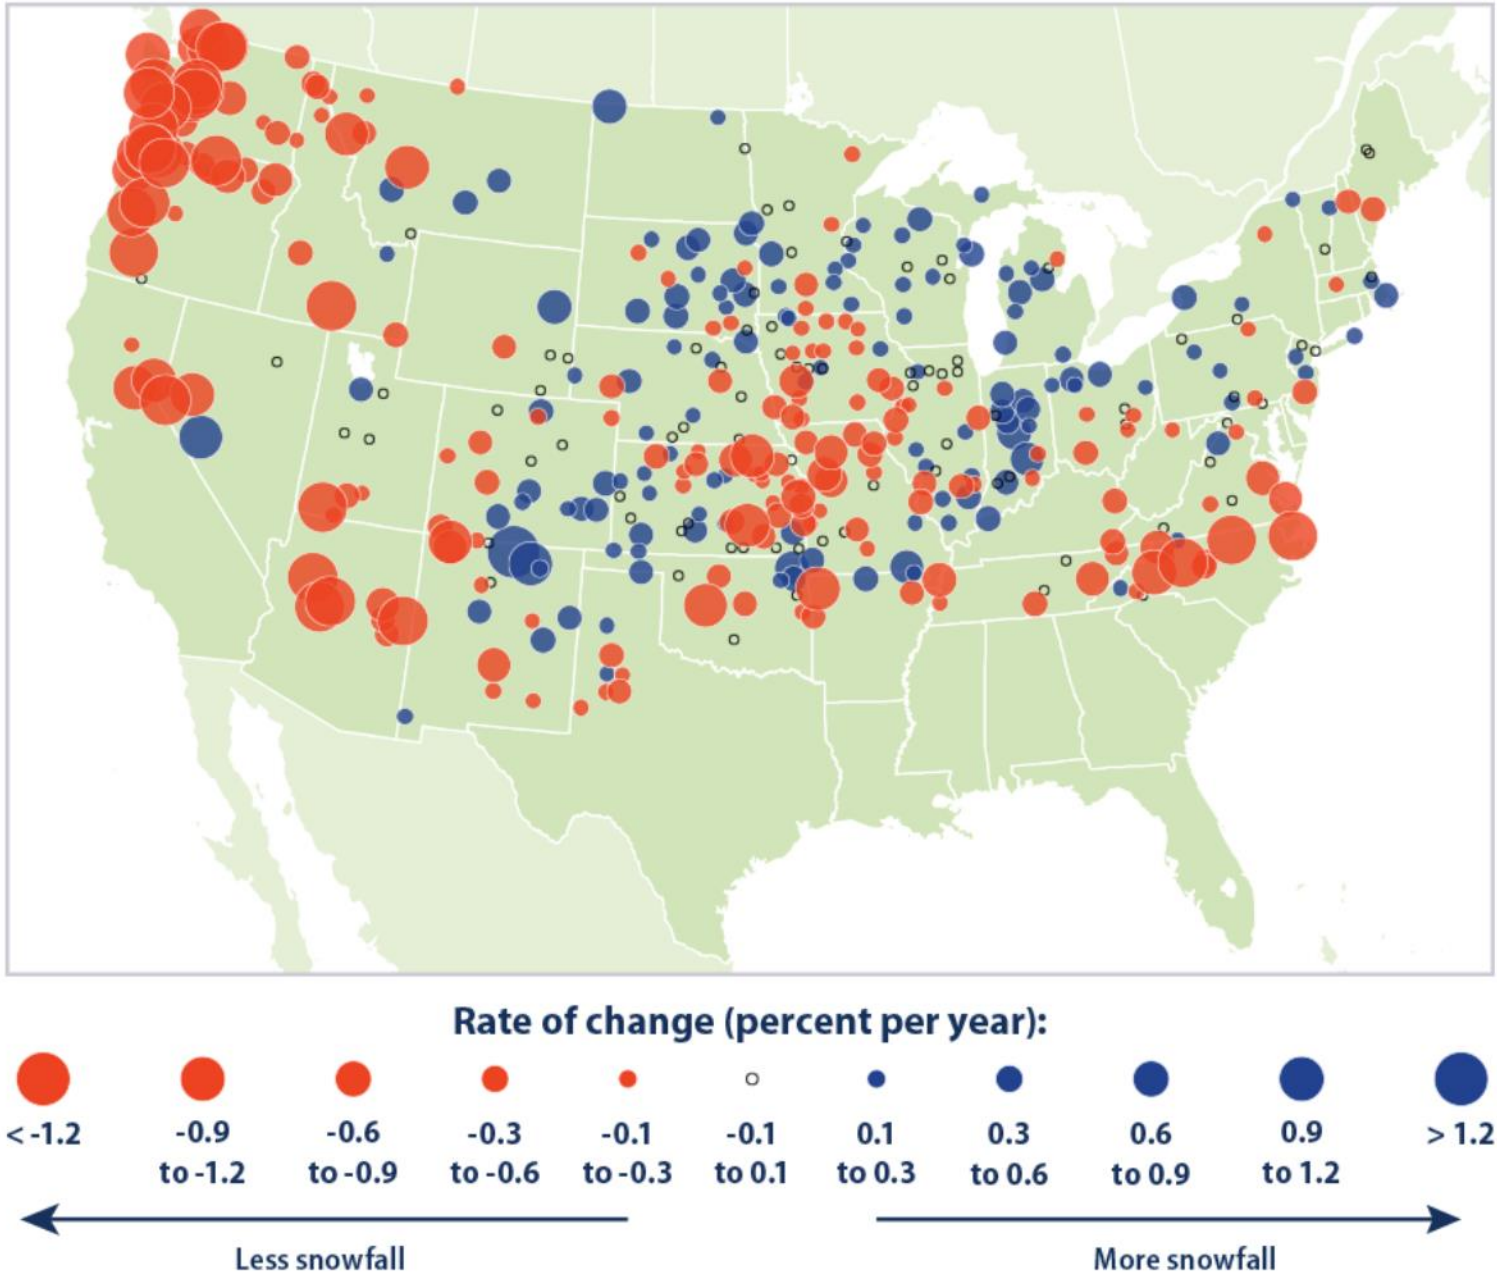 Rate of change (percent per year):
< -1.2 -0.9 -0.6 -0.3 -0.1 -0.1 0.1 0.3 0.6 0.9 > 1.2
to -1.2 to -0.9 to -0.6 to -0.3 to 0.1 to 0.3 to 0.6 to 0.9 to 1.2
Less snowfall More snowfall